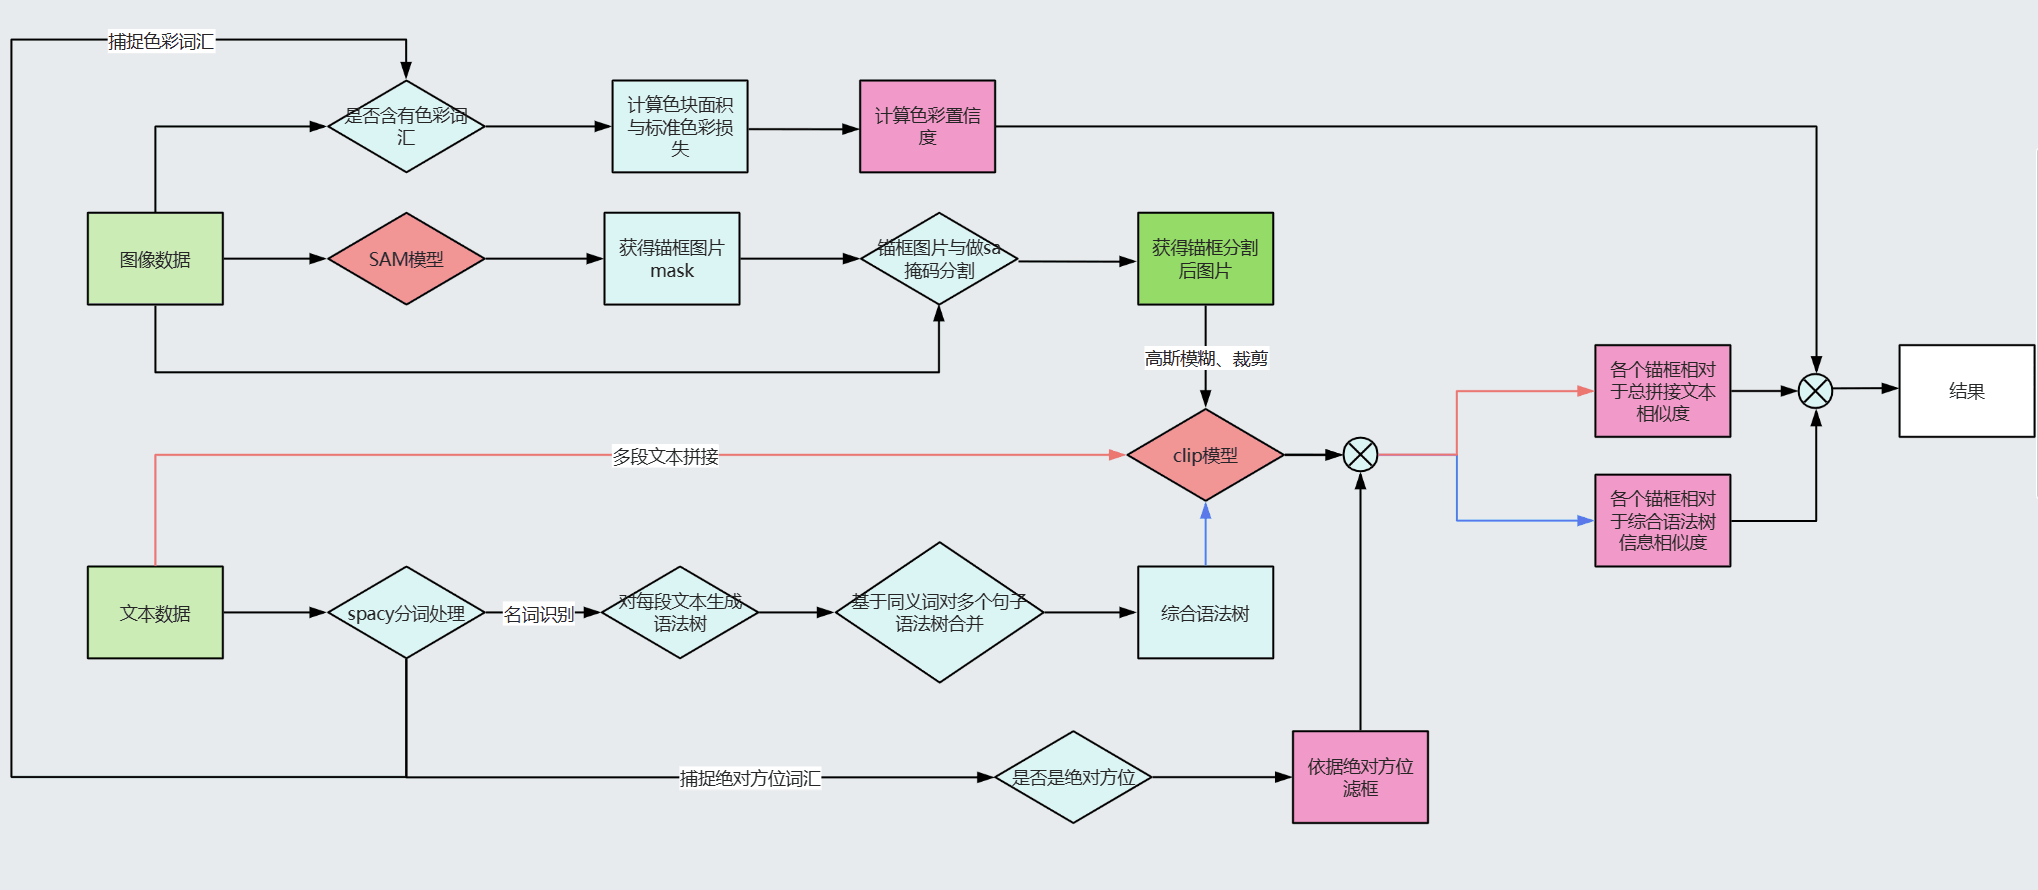 捕捉色彩词汇
是否含有色彩词
汇
计算色块面积
与标准色彩损
失
计算色彩置信
度
图像数据
SAM模型
获得锚框图片
mask
锚框图片与做sa
掩码分割
获得锚框分割
后图片
高斯模糊、裁剪
各个锚框相对
于总拼接文本
相似度
结果
多段文本拼接
clip模型
各个锚框相对
于综合语法树
信息相似度
文本数据
spacy分词处理
名词识别
对每段文本生成
语法树
基于同义词对多个句子
语法树合并
综合语法树
捕捉绝对方位词汇
是否是绝对方位
依据绝对方位
滤框